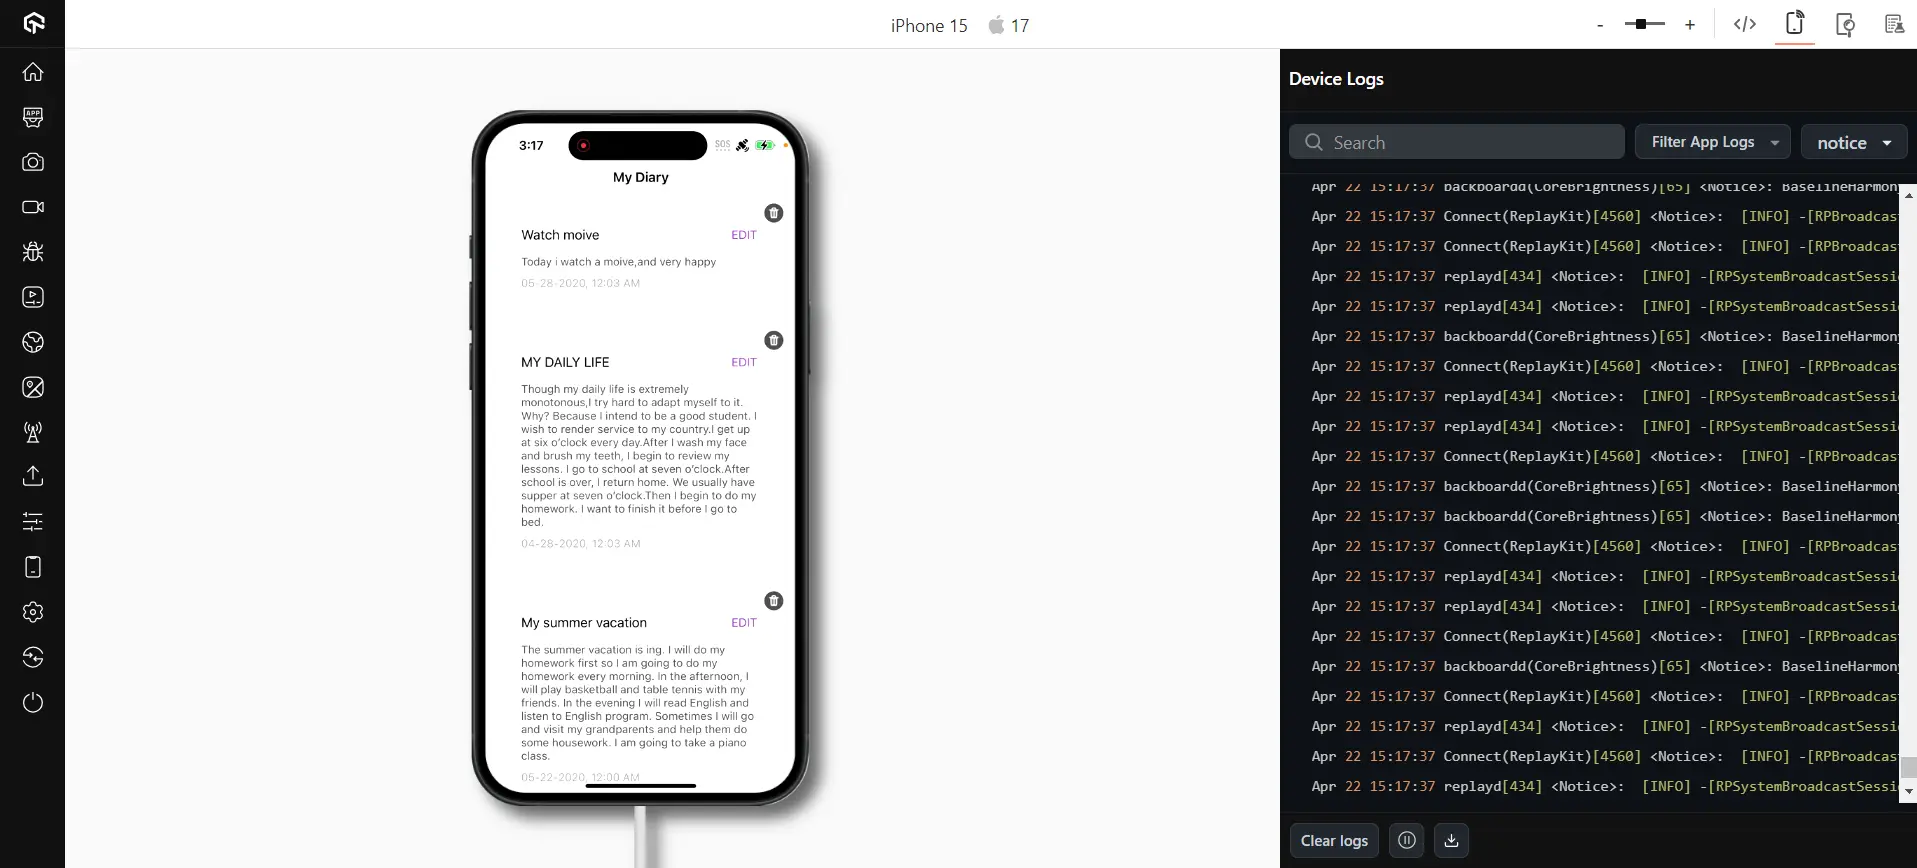 iPhone 15 17
- +
Device Logs
APP
Search
Filter App Logs
notice
3:17
SOS
My Diary
Watch moive
EDIT
Today i watch a moive,and very happy
05-28-2020, 12:03 AM
MY DAILY LIFE
EDIT
Though my daily life is extremely
monotonous,I try hard to adapt myself to it.
Why? Because I intend to be a good student. I
wish to render service to my country.I get up
at six o'clock every day.After I wash my face
and brush my teeth, I begin to review my
lessons. I go to school at seven o'clock.After
school is over, I return home. We usually have
supper at seven o'clock.Then I begin to do my
homework. I want to finish it before I go to
bed.
04-28-2020, 12:03 AM
My summer vacation
EDIT
The summer vacation is ing. I will do my
homework first so I am going to do my
homework every morning. In the afternoon, I
will play basketball and table tennis with my
friends. In the evening I will read English and
listen to English program. Sometimes I will go
and visit my grandparents and help them do
some housework. I am going to take a piano
class.
05-22-2020, 12:00 AM
Apr 22 15:17:37 backboardd(CoreBrightness)[65] <Notice>: BaselineHarmony
Apr 22 15:17:37 Connect(ReplayKit)[4560] <Notice>: [INFO] -[RPBroadcas
Apr 22 15:17:37 Connect(ReplayKit)[4560] <Notice>: [INFO] -[RPBroadcas
Apr 22 15:17:37 replayd[434] <Notice>: [INFO] -[RPSystemBroadcastSessi
Apr 22 15:17:37 replayd[434] <Notice>: [INFO] -[RPSystemBroadcastSessi
Apr 22 15:17:37 backboardd(CoreBrightness)[65] <Notice>: BaselineHarmony
Apr 22 15:17:37 Connect(ReplayKit)[4560] <Notice>: [INFO] -[RPBroadcas
Apr 22 15:17:37 replayd[434] <Notice>: [INFO] -[RPSystemBroadcastSessi
Apr 22 15:17:37 replayd[434] <Notice>: [INFO] -[RPSystemBroadcastSessi
Apr 22 15:17:37 Connect(ReplayKit)[4560] <Notice>: [INFO] -[RPBroadcas
Apr 22 15:17:37 backboardd(CoreBrightness)[65] <Notice>: BaselineHarmony
Apr 22 15:17:37 backboardd(CoreBrightness)[65] <Notice>: BaselineHarmony
Apr 22 15:17:37 Connect(ReplayKit)[4560] <Notice>: [INFO] -[RPBroadcas
Apr 22 15:17:37 replayd[434] <Notice>: [INFO] -[RPSystemBroadcastSessi
Apr 22 15:17:37 replayd[434] <Notice>: [INFO] -[RPSystemBroadcastSessi
Apr 22 15:17:37 Connect(ReplayKit)[4560] <Notice>: [INFO] -[RPBroadcas
Apr 22 15:17:37 backboardd(CoreBrightness)[65] <Notice>: BaselineHarmony
Apr 22 15:17:37 Connect(ReplayKit)[4560] <Notice>: [INFO] -[RPBroadcas
Apr 22 15:17:37 replayd[434] <Notice>: [INFO] -[RPSystemBroadcastSessi
Apr 22 15:17:37 Connect(ReplayKit)[4560] <Notice>: [INFO] -[RPBroadcas
Apr 22 15:17:37 replayd[434] <Notice>: [INFO] -[RPSystemBroadcastSessi
Clear logs